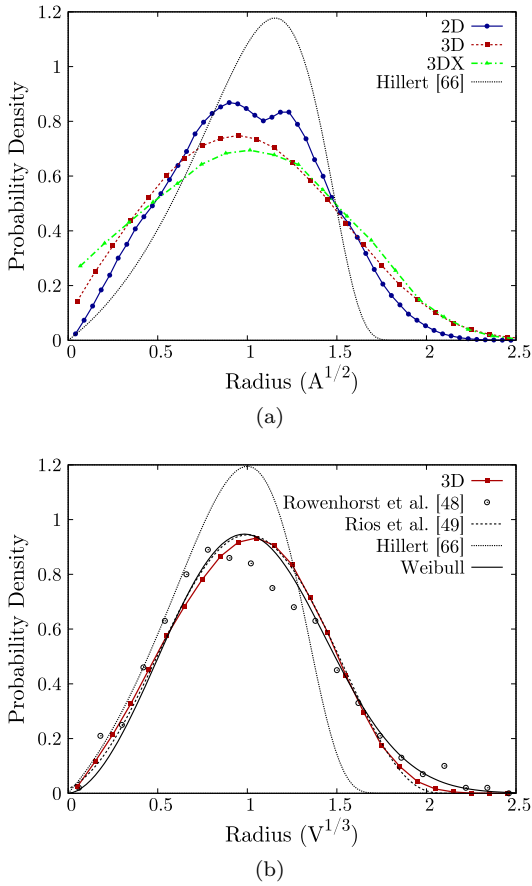 1.2
1
0.8
0.6
0.4
0.2
0
Probability Density
2D
3D
3DX
Hillert [66]
0 0.5 1 1.5 2 2.5
Radius (A^{1/2})
(a)
1.2
1
0.8
0.6
0.4
0.2
0
Probability Density
3D
Rowenhorst et al. [48]
Rios et al. [49]
Hillert [66]
Weibull
0 0.5 1 1.5 2 2.5
Radius (V^{1/3})
(b)